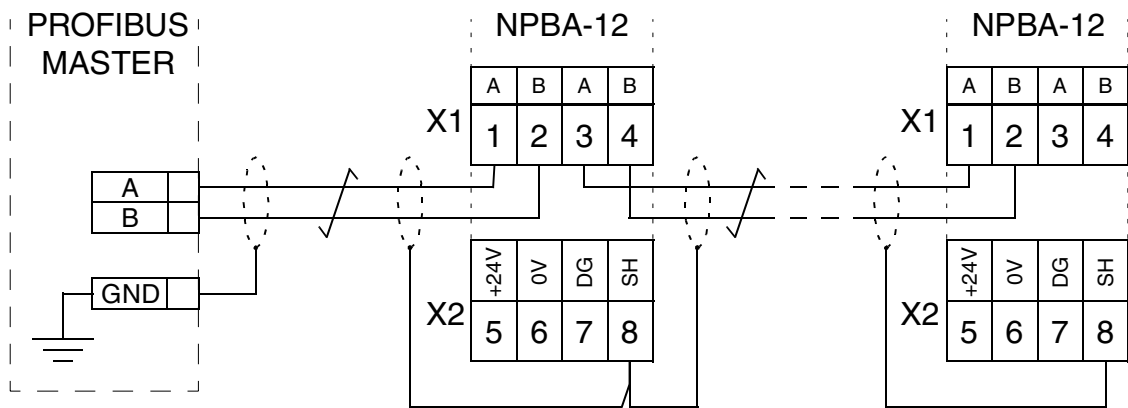 PROFIBUS
MASTER
NPBA-12
NPBA-12
A B A B
X1
1 2 3 4
A B A B
X1
1 2 3 4
A
B
GND
+24V 0V DG SH
X2
5 6 7 8
+24V 0V DG SH
X2
5 6 7 8